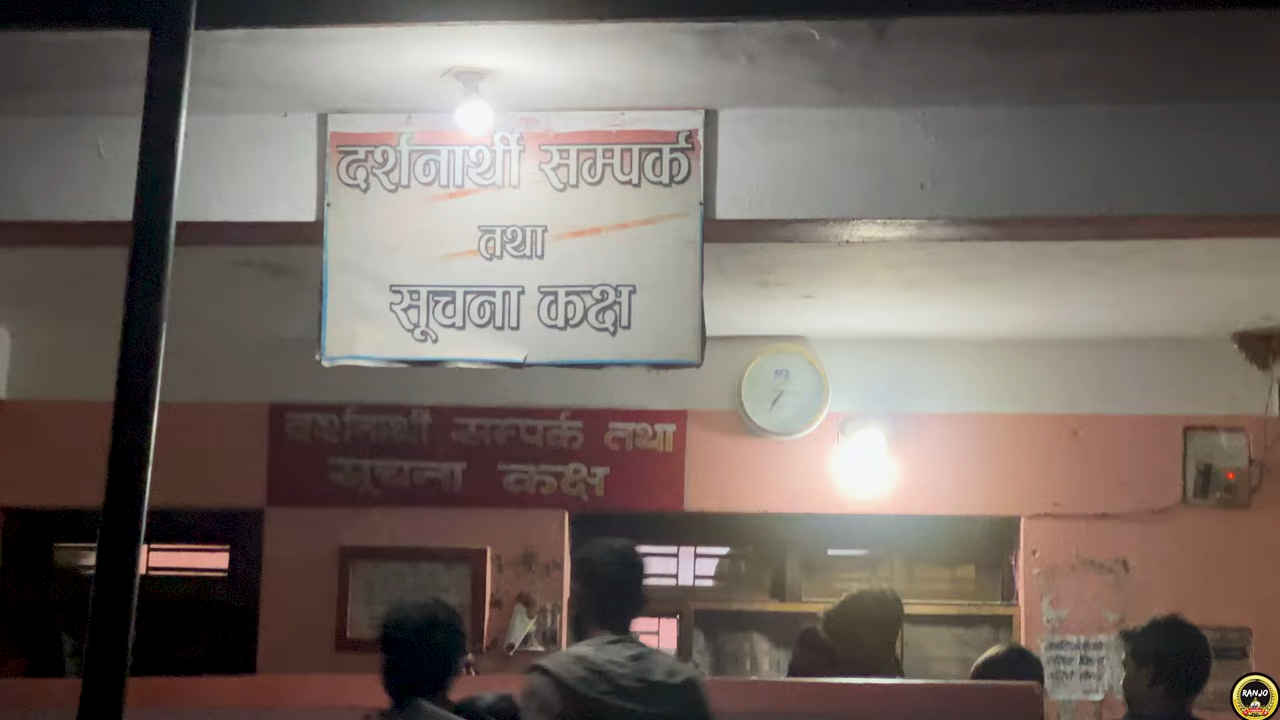 दर्शनार्थी सम्पर्क
तथा
सूचना कक्ष
दर्शनार्थी सम्पर्क तथा
सूचना कक्ष
RANJO